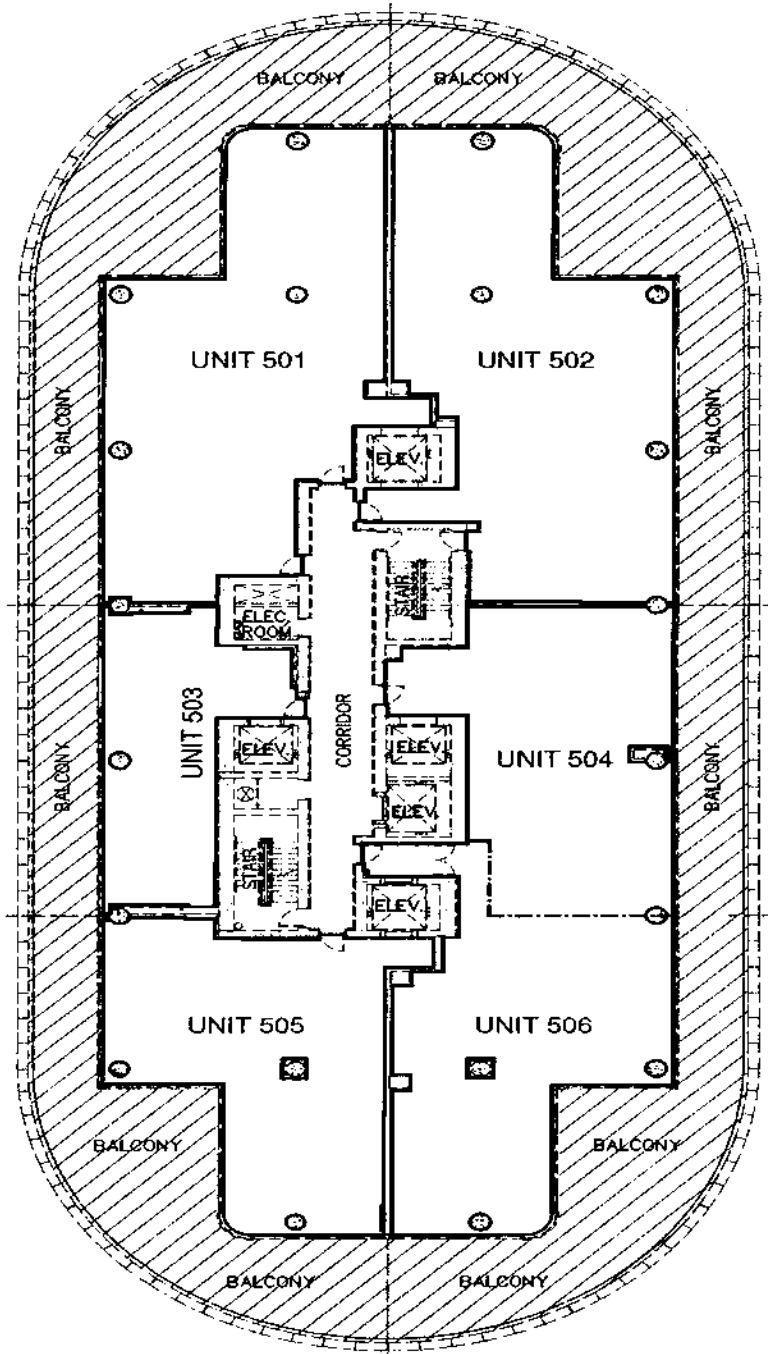 BALCONY
BALCONY
UNIT 501
UNIT 502
BALCONY
BALCONY
ELEV
STAIR
ELEC
ROOM
UNIT 503
CORRIDOR
ELEV
ELEV
UNIT 504
BALCONY
BALCONY
ELEV
STAIR
ELEV
UNIT 505
UNIT 506
BALCONY
BALCONY
BALCONY
BALCONY